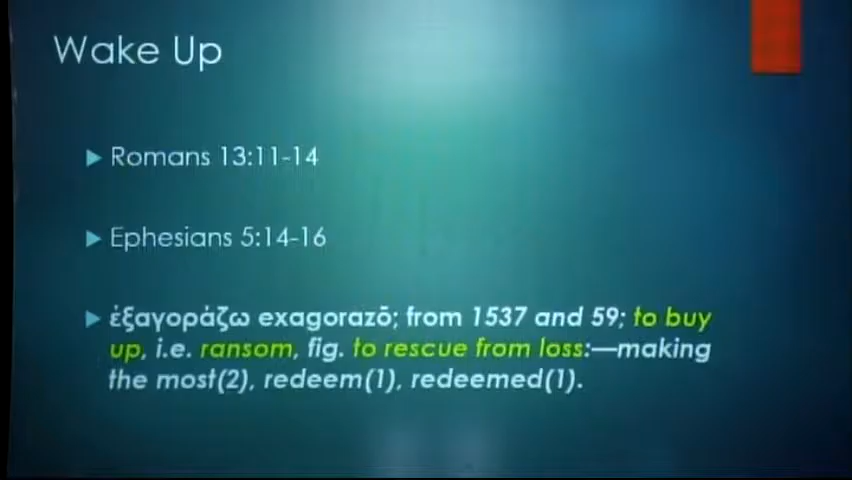 Wake Up
Romans 13:11-14
Ephesians 5:14-16
ἐξαγοράζω exagorazō; from 1537 and 59; to buy
up, i.e. ransom, fig. to rescue from loss:—making
the most(2), redeem(1), redeemed(1).